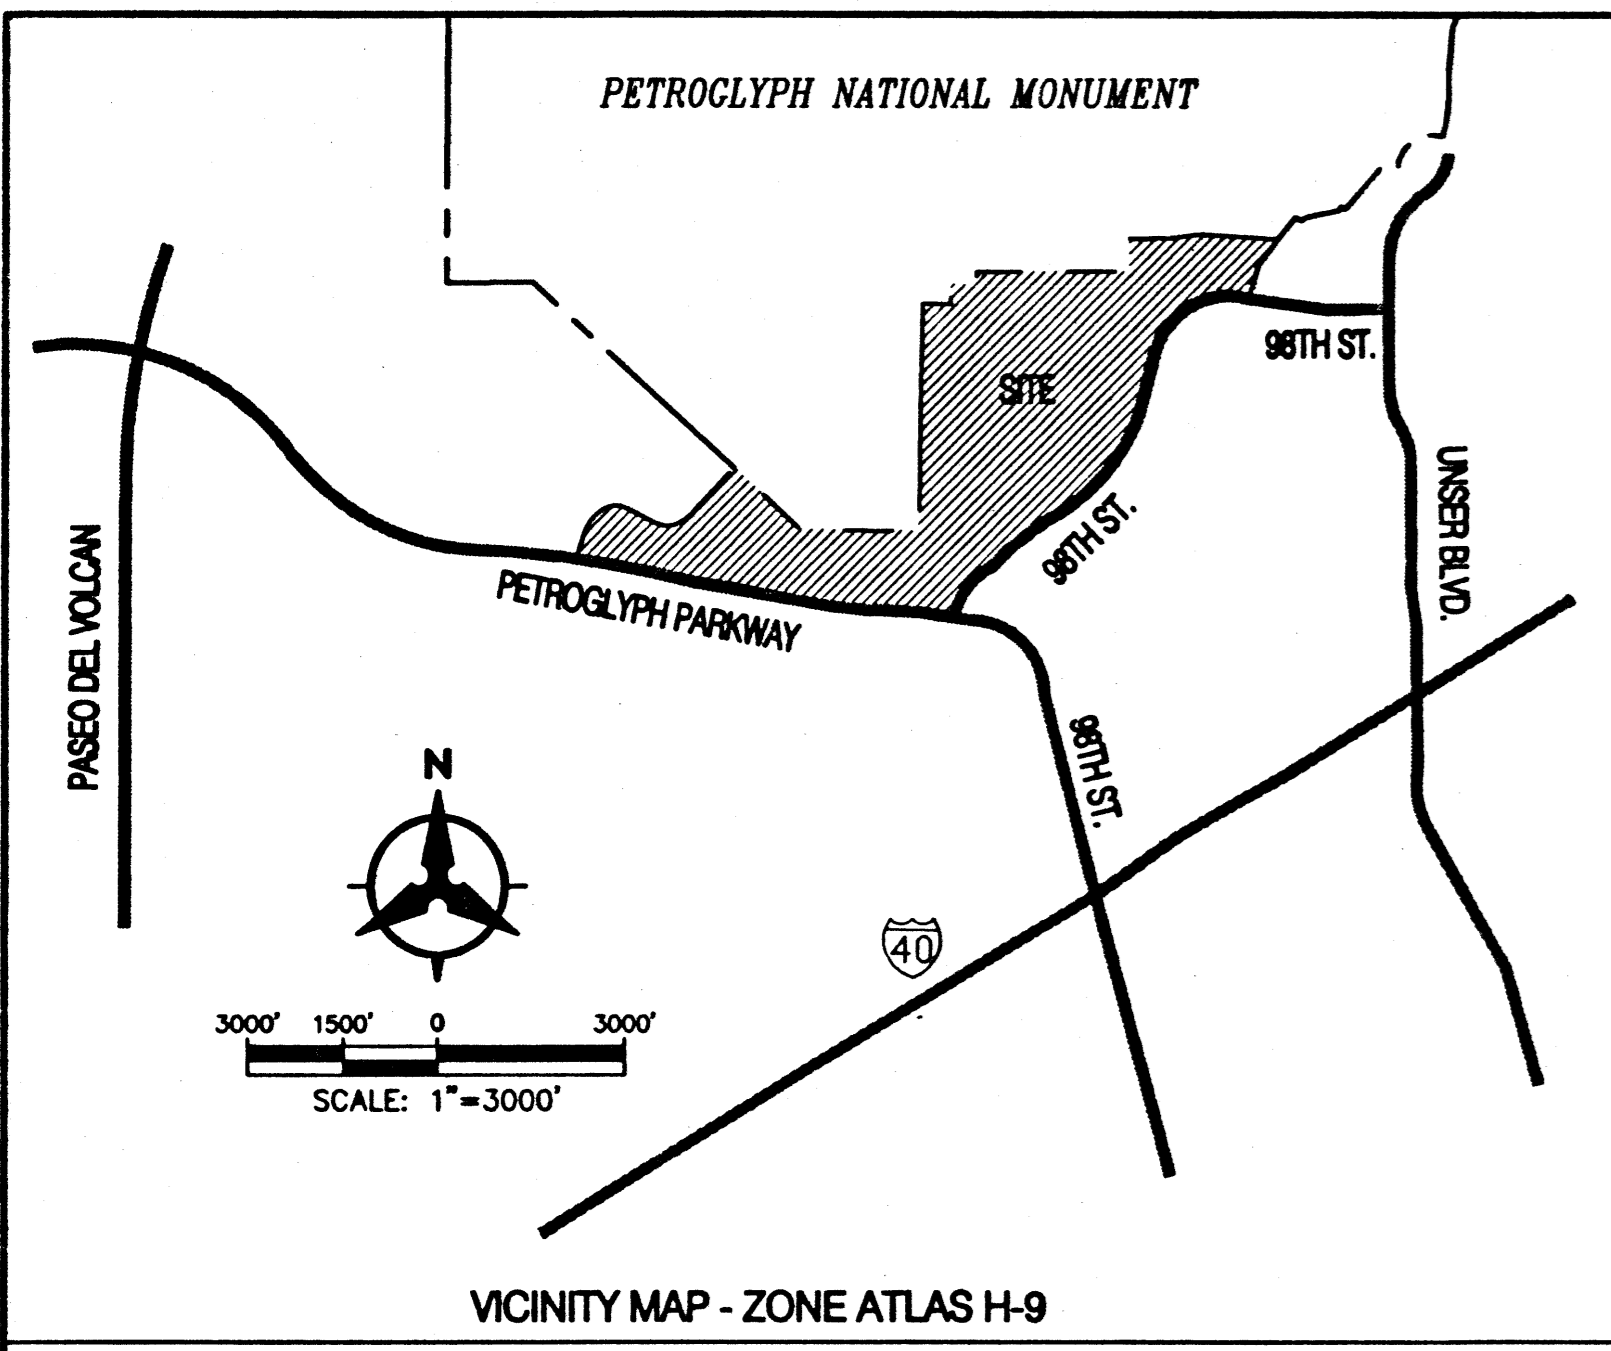 PETROGLYPH NATIONAL MONUMENT
98TH ST.
SITE
UNSER BLVD.
98TH ST.
PASEO DEL VOLCAN
PETROGLYPH PARKWAY
98TH ST.
N
40
3000' 1500' 0 3000'
SCALE: 1"=3000'
VICINITY MAP - ZONE ATLAS H-9